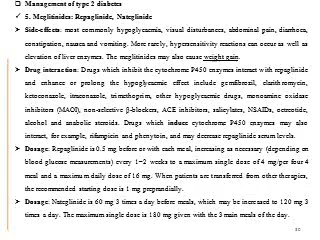 ❑ Management of type 2 diabetes
✓ 5. Meglitinides: Repaglinide, Nateglinide
➤ Side-effects: most commonly hypoglycaemia, visual disturbances, abdominal pain, diarrhoea,
constipation, nausea and vomiting. More rarely, hypersensitivity reactions can occur as well as
elevation of liver enzymes. The meglitinides may also cause weight gain.
➤ Drug interaction: Drugs which inhibit the cytochrome P450 enzymes interact with repaglinide
and enhance or prolong the hypoglycaemic effect include gemfibrozil, clarithromycin,
ketoconazole, itraconazole, trimethoprim, other hypoglycaemic drugs, monoamine oxidase
inhibitors (MAOI), non-selective β-blockers, ACE inhibitors, salicylates, NSAIDs, octreotide,
alcohol and anabolic steroids. Drugs which induce cytochrome P450 enzymes may also
interact, for example, rifampicin and phenytoin, and may decrease repaglinide serum levels.
➤ Dosage: Repaglinide is 0.5 mg before or with each meal, increasing as necessary (depending on
blood glucose measurements) every 1–2 weeks to a maximum single dose of 4 mg/per four 4
meal and a maximum daily dose of 16 mg. When patients are transferred from other therapies,
the recommended starting dose is 1 mg preprandially.
➤ Dosage: Nateglinide is 60 mg 3 times a day before meals, which may be increased to 120 mg 3
times a day. The maximum single dose is 180 mg given with the 3 main meals of the day.
30